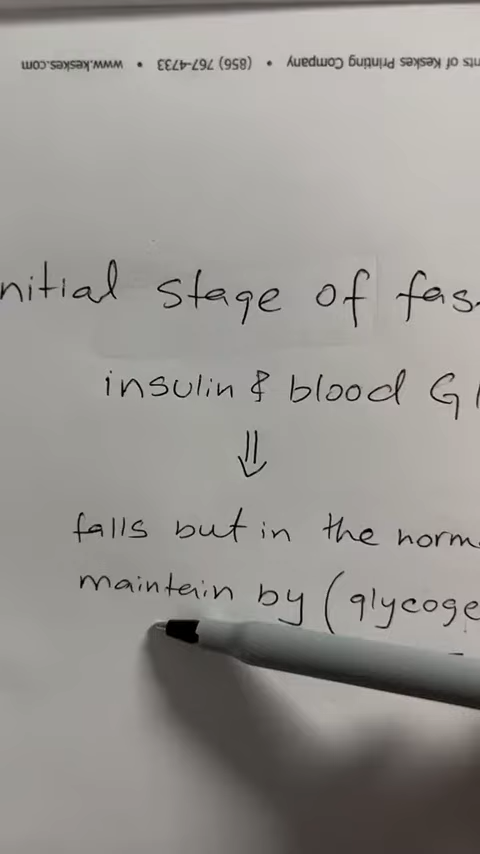 nts of Keskes Printing Company • (856) 767-4733 • www.keskes.com
nitial stage of fas
insulin & blood Gl
falls but in the norm
maintain by (glycoge